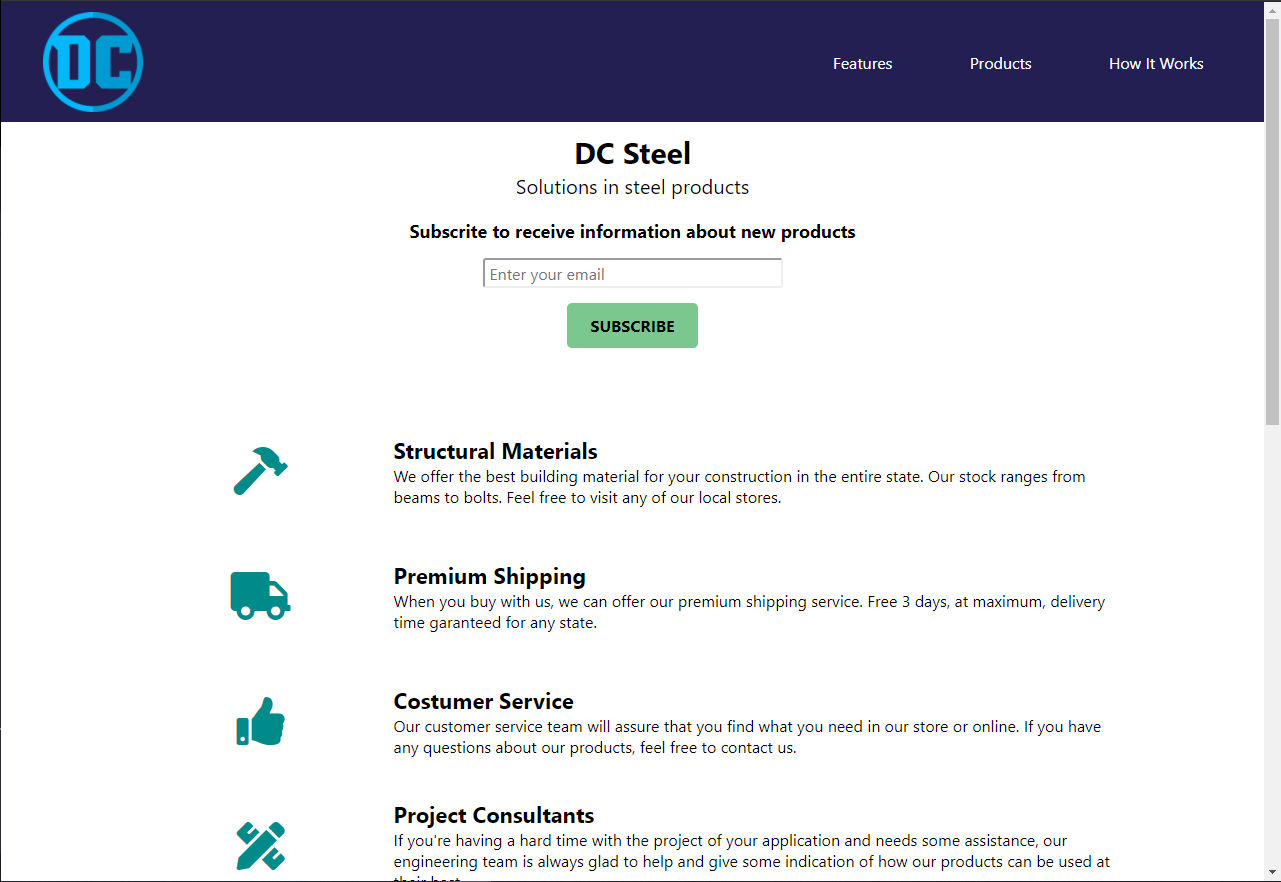 DC
Features
Products
How It Works
DC Steel
Solutions in steel products
Subscrite to receive information about new products
Enter your email
SUBSCRIBE
Structural Materials
We offer the best building material for your construction in the entire state. Our stock ranges from
beams to bolts. Feel free to visit any of our local stores.
Premium Shipping
When you buy with us, we can offer our premium shipping service. Free 3 days, at maximum, delivery
time garanteed for any state.
Costumer Service
Our customer service team will assure that you find what you need in our store or online. If you have
any questions about our products, feel free to contact us.
Project Consultants
If you're having a hard time with the project of your application and needs some assistance, our
engineering team is always glad to help and give some indication of how our products can be used at
their best